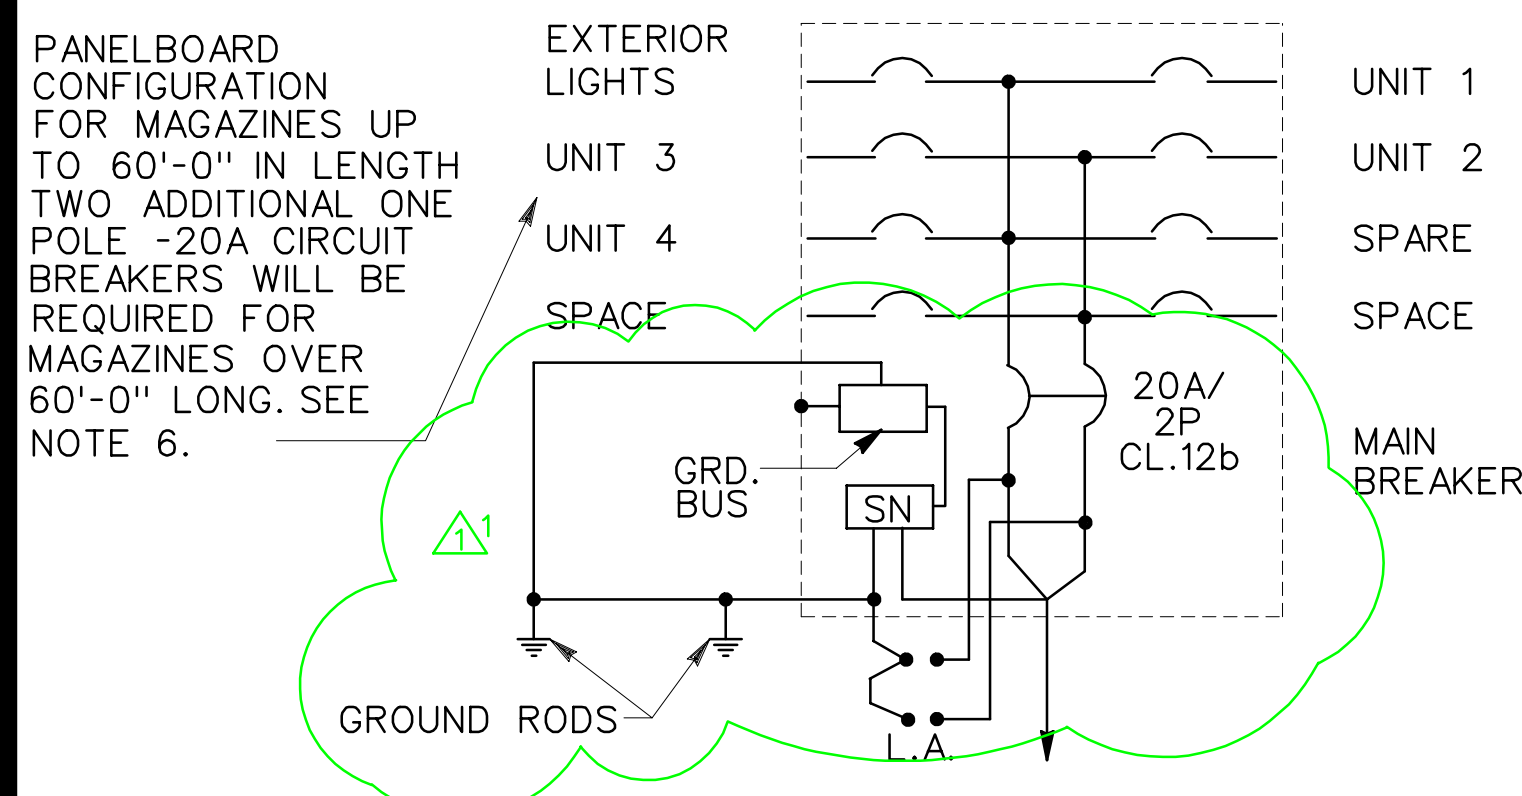 PANELBOARD
CONFIGURATION
FOR MAGAZINES UP
TO 60'-0" IN LENGTH
TWO ADDITIONAL ONE
POLE -20A CIRCUIT
BREAKERS WILL BE
REQUIRED FOR
MAGAZINES OVER
60'-0" LONG. SEE
NOTE 6.
EXTERIOR
LIGHTS
UNIT 3
UNIT 4
SPACE
UNIT 1
UNIT 2
SPARE
SPACE
20A/
2P
CL.12b
MAIN
BREAKER
GRD.
BUS
SN
1
1
GROUND RODS
L.A.